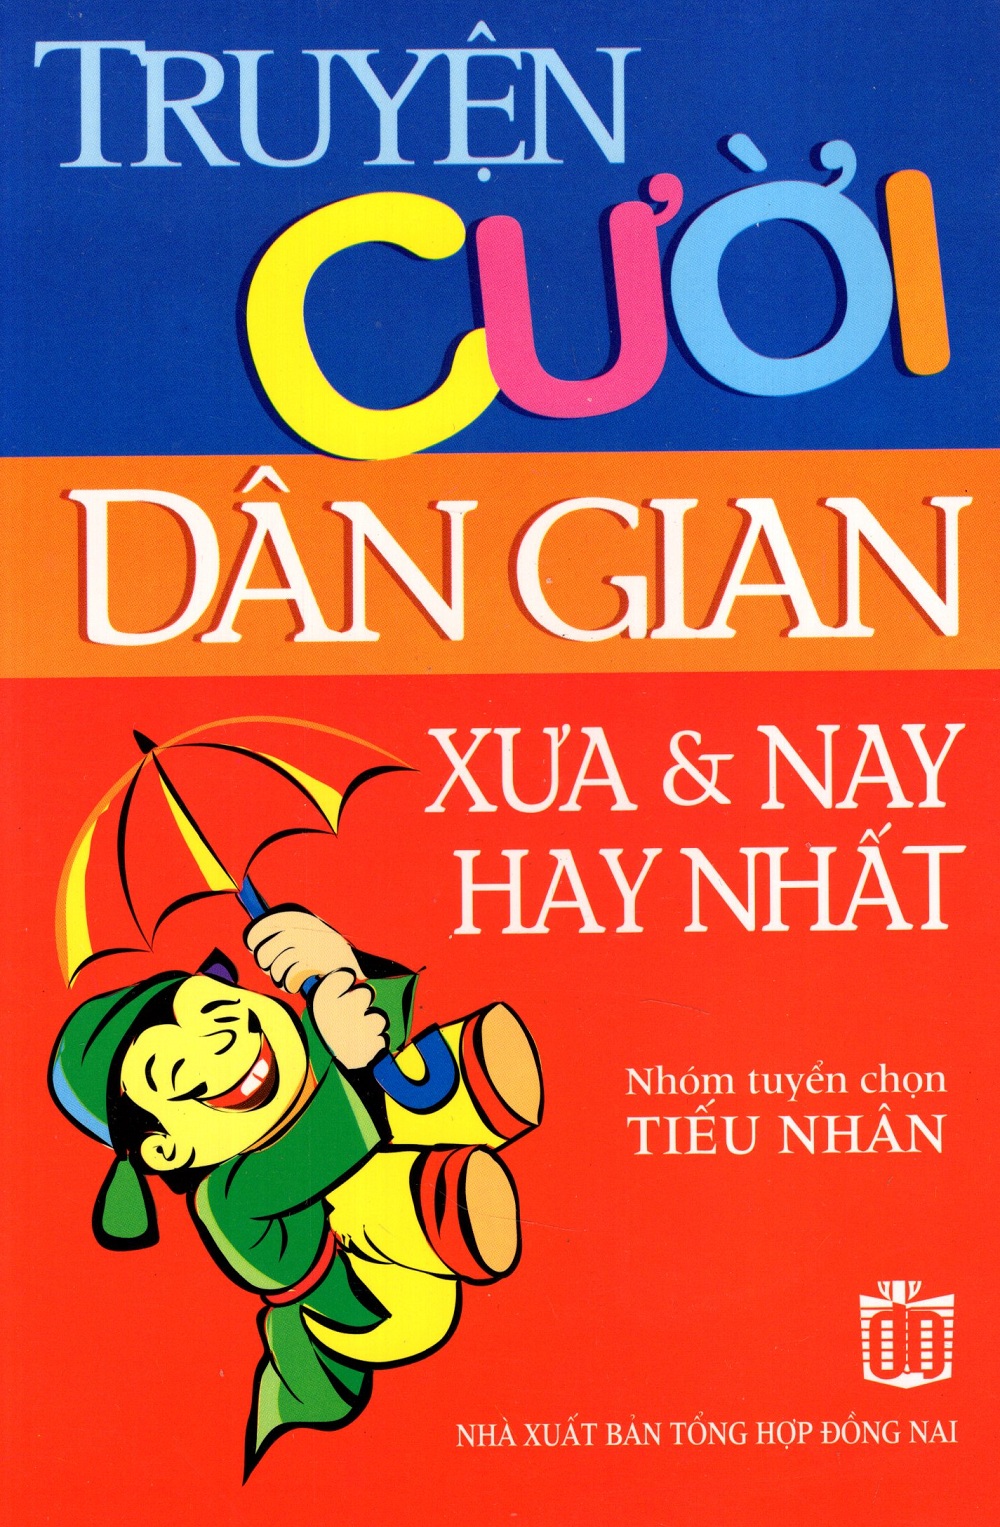 TRUYỆN
CƯỜI
DÂN GIAN
XƯA & NAY
HAY NHẤT
Nhóm tuyển chọn
TIẾU NHÂN
NHÀ XUẤT BẢN TỔNG HỢP ĐỒNG NAI